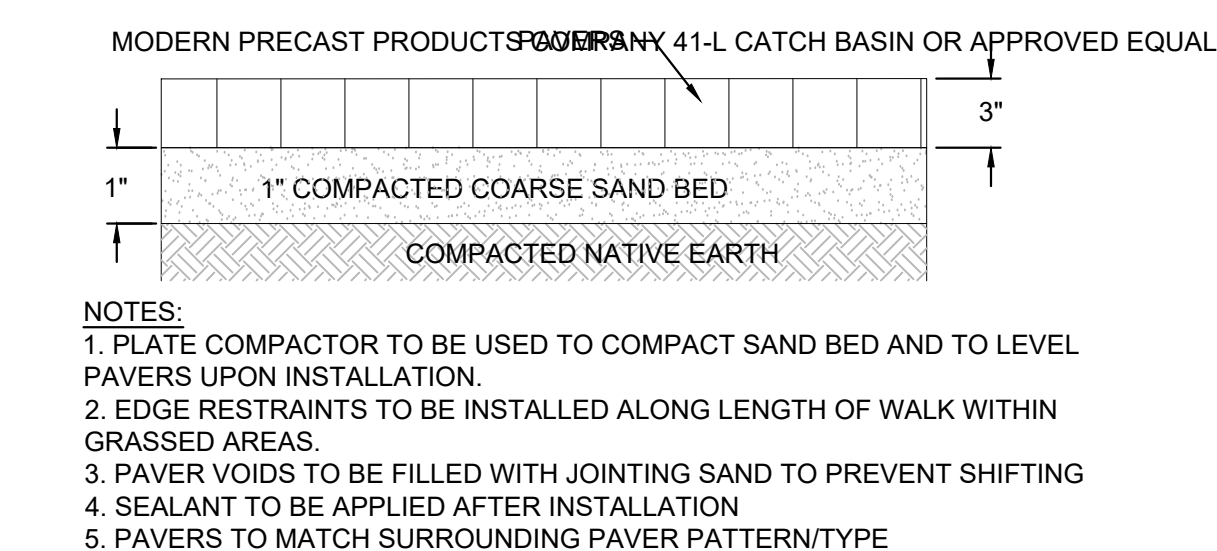 MODERN PRECAST PRODUCTS COMPANY 41-L CATCH BASIN OR APPROVED EQUAL
PAVERS
3"
1"
1" COMPACTED COARSE SAND BED
COMPACTED NATIVE EARTH
NOTES:
1. PLATE COMPACTOR TO BE USED TO COMPACT SAND BED AND TO LEVEL
PAVERS UPON INSTALLATION.
2. EDGE RESTRAINTS TO BE INSTALLED ALONG LENGTH OF WALK WITHIN
GRASSED AREAS.
3. PAVER VOIDS TO BE FILLED WITH JOINTING SAND TO PREVENT SHIFTING
4. SEALANT TO BE APPLIED AFTER INSTALLATION
5. PAVERS TO MATCH SURROUNDING PAVER PATTERN/TYPE